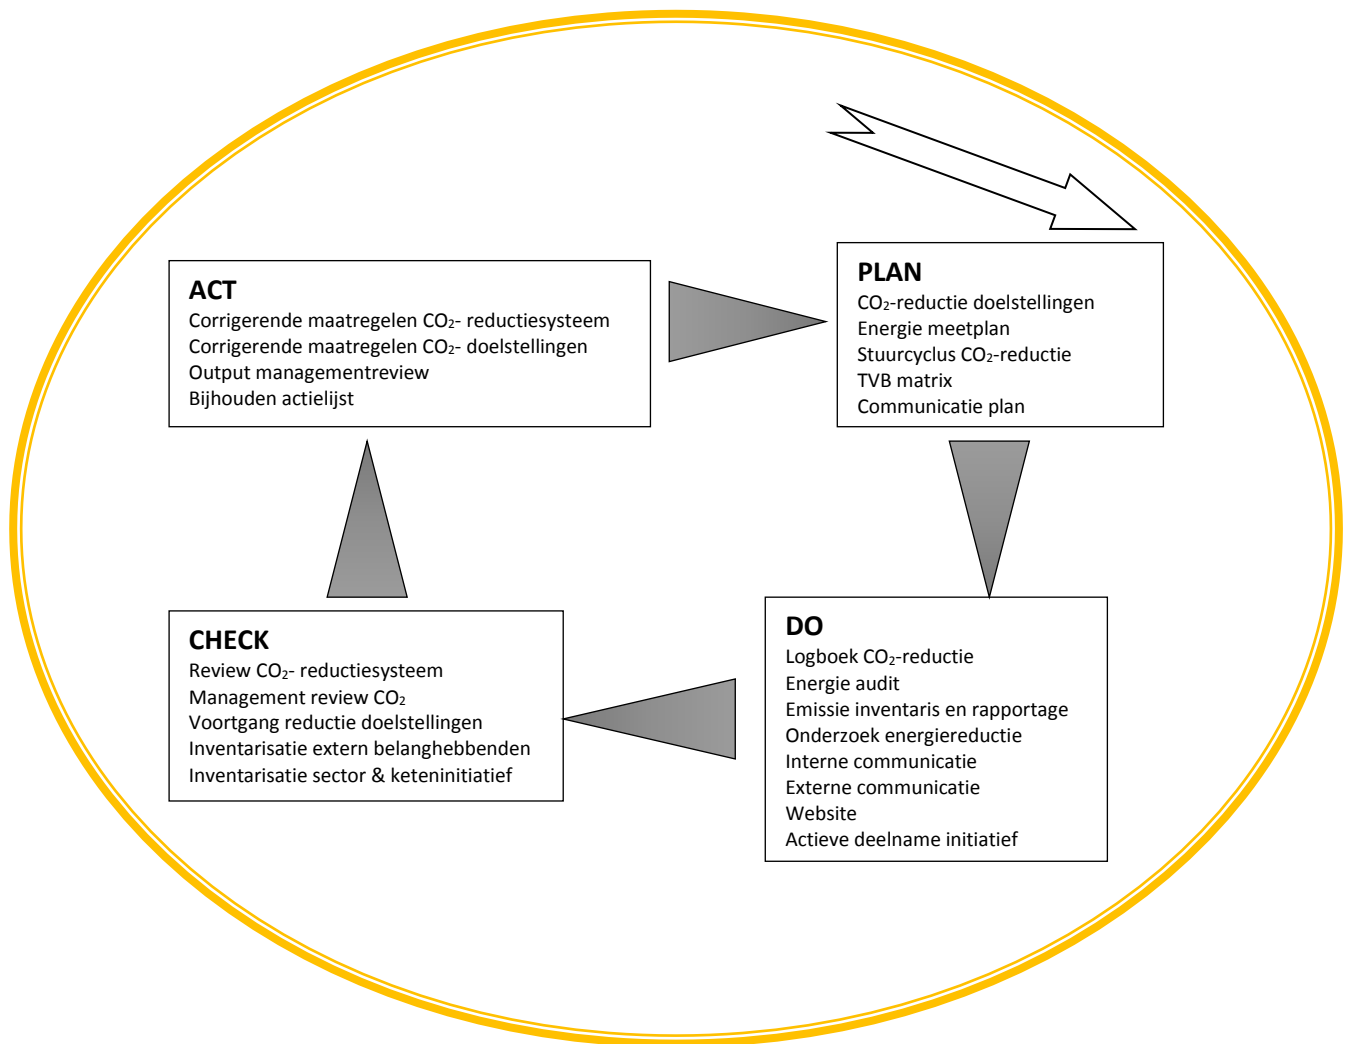 ACT
Corrigerende maatregelen CO₂- reductiesysteem
Corrigerende maatregelen CO₂- doelstellingen
Output managementreview
Bijhouden actielijst
PLAN
CO₂-reductie doelstellingen
Energie meetplan
Stuurcyclus CO₂-reductie
TVB matrix
Communicatie plan
CHECK
Review CO₂- reductiesysteem
Management review CO₂
Voortgang reductie doelstellingen
Inventarisatie extern belanghebbenden
Inventarisatie sector & keteninitiatief
DO
Logboek CO₂-reductie
Energie audit
Emissie inventaris en rapportage
Onderzoek energiereductie
Interne communicatie
Externe communicatie
Website
Actieve deelname initiatief